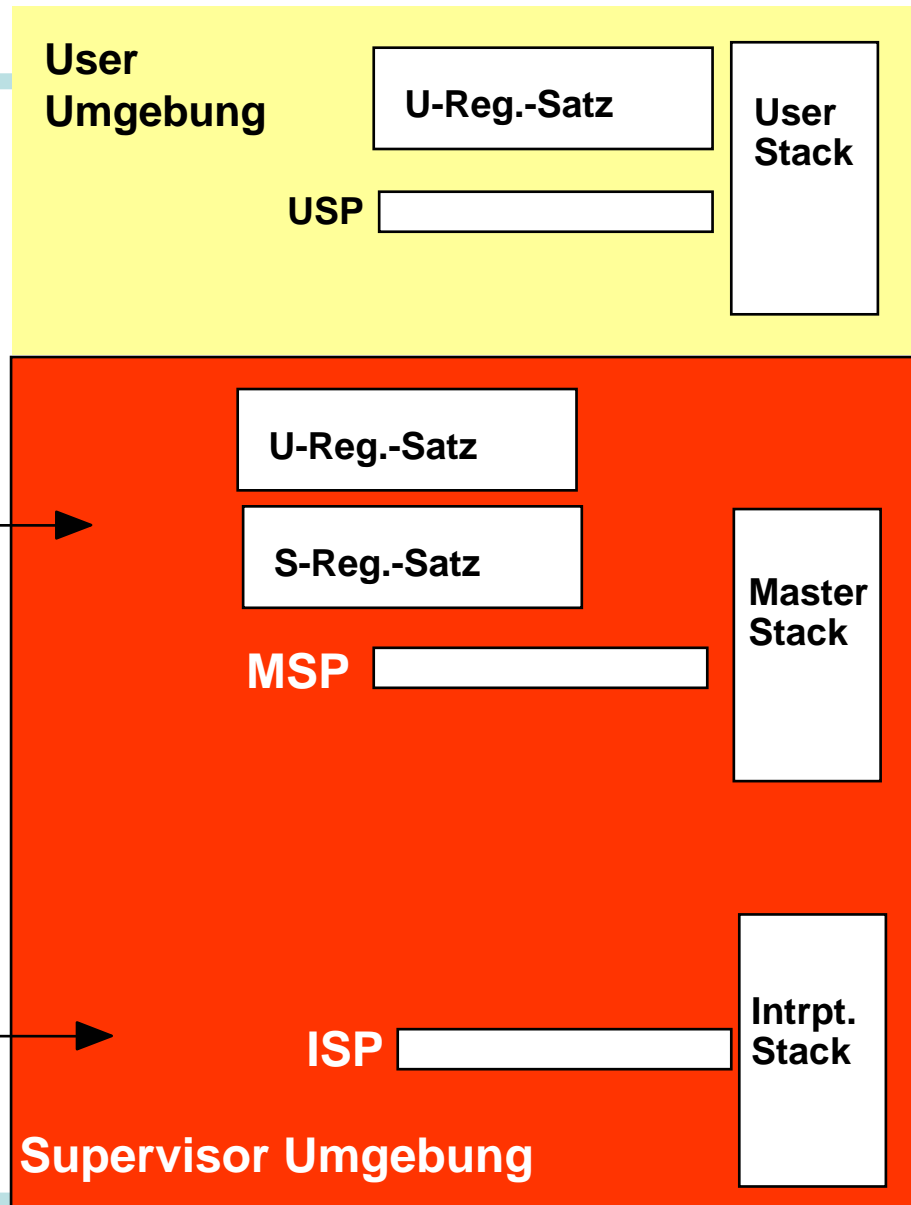 User
Umgebung
U-Reg.-Satz
User
Stack
USP
U-Reg.-Satz
S-Reg.-Satz
Master
Stack
MSP
Intrpt.
Stack
ISP
Supervisor Umgebung